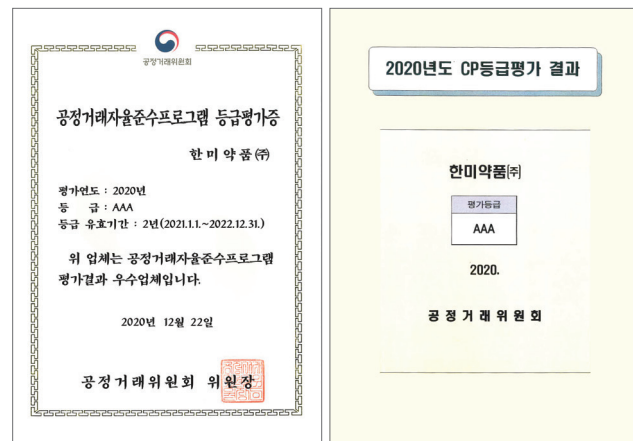 공정거래위원회
공정거래자율준수프로그램 등급평가증
한미약품㈜
평가연도 : 2020년
등 급 : AAA
등급 유효기간 : 2년(2021.1.1.~2022.12.31.)
위 업체는 공정거래자율준수프로그램
평가결과 우수업체입니다.
2020년 12월 22일
공정거래위원회 위원장
2020년도 CP등급평가 결과
한미약품㈜
평가등급
AAA
2020.
공정거래위원회